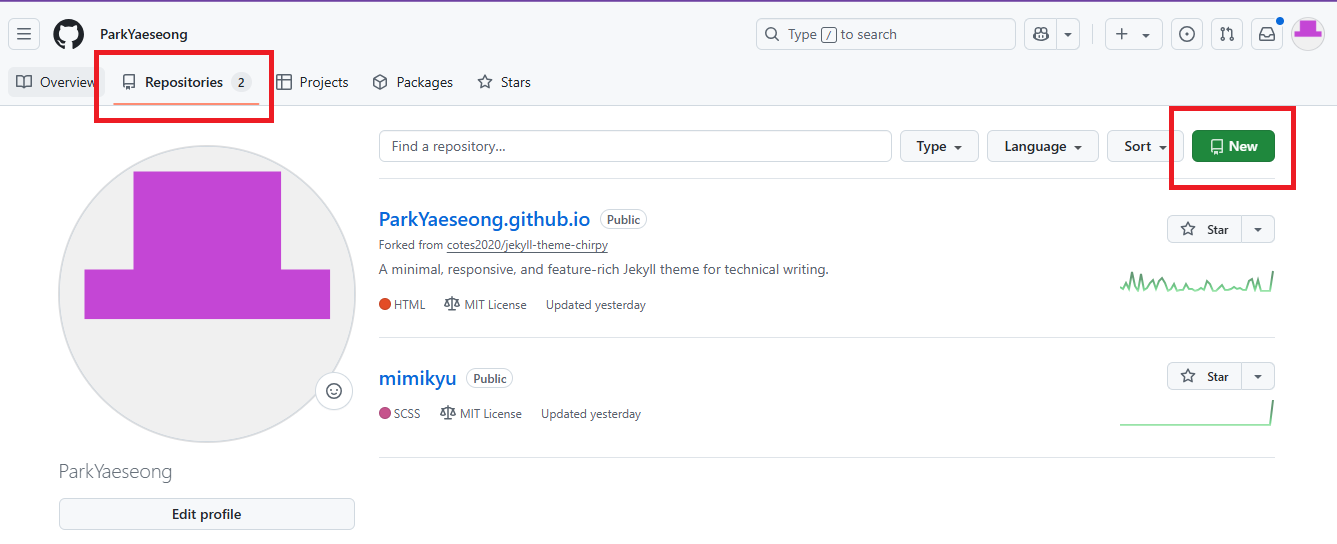 ParkYaeseong
Type / to search
Overview
Repositories 2
Projects
Packages
Stars
Find a repository...
Type
Language
Sort
New
ParkYaeseong.github.io Public
Star
Forked from cotes2020/jekyll-theme-chirpy
A minimal, responsive, and feature-rich Jekyll theme for technical writing.
HTML MIT License Updated yesterday
mimikyu Public
Star
SCSS MIT License Updated yesterday
ParkYaeseong
Edit profile